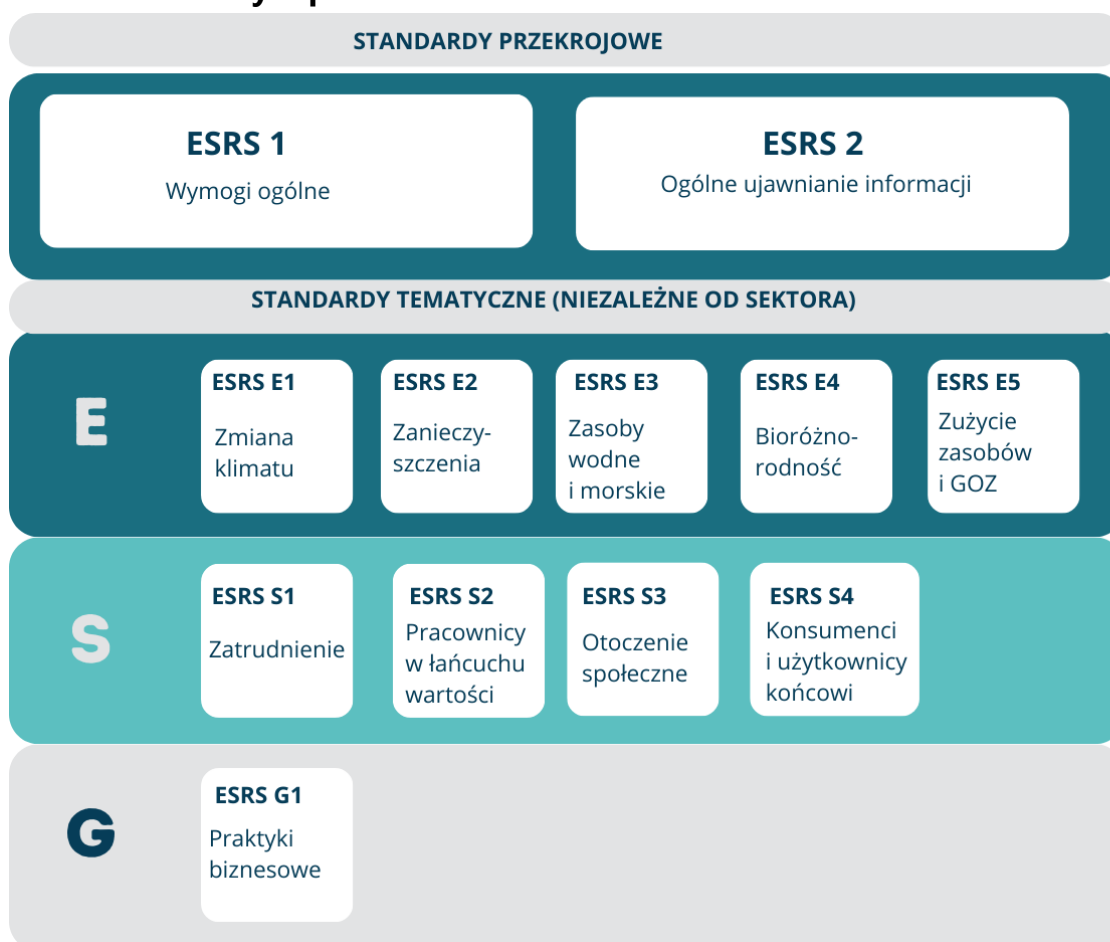 STANDARDY PRZEKROJOWE
ESRS 1
Wymogi ogólne
ESRS 2
Ogólne ujawnianie informacji
STANDARDY TEMATYCZNE (NIEZALEŻNE OD SEKTORA)
E
ESRS E1
Zmiana
klimatu
ESRS E2
Zanieczy-
szczenia
ESRS E3
Zasoby
wodne
i morskie
ESRS E4
Bioróżno-
rodność
ESRS E5
Zużycie
zasobów
i GOZ
S
ESRS S1
Zatrudnienie
ESRS S2
Pracownicy
w łańcuchu
wartości
ESRS S3
Otoczenie
społeczne
ESRS S4
Konsumenci
i użytkownicy
końcowi
G
ESRS G1
Praktyki
biznesowe